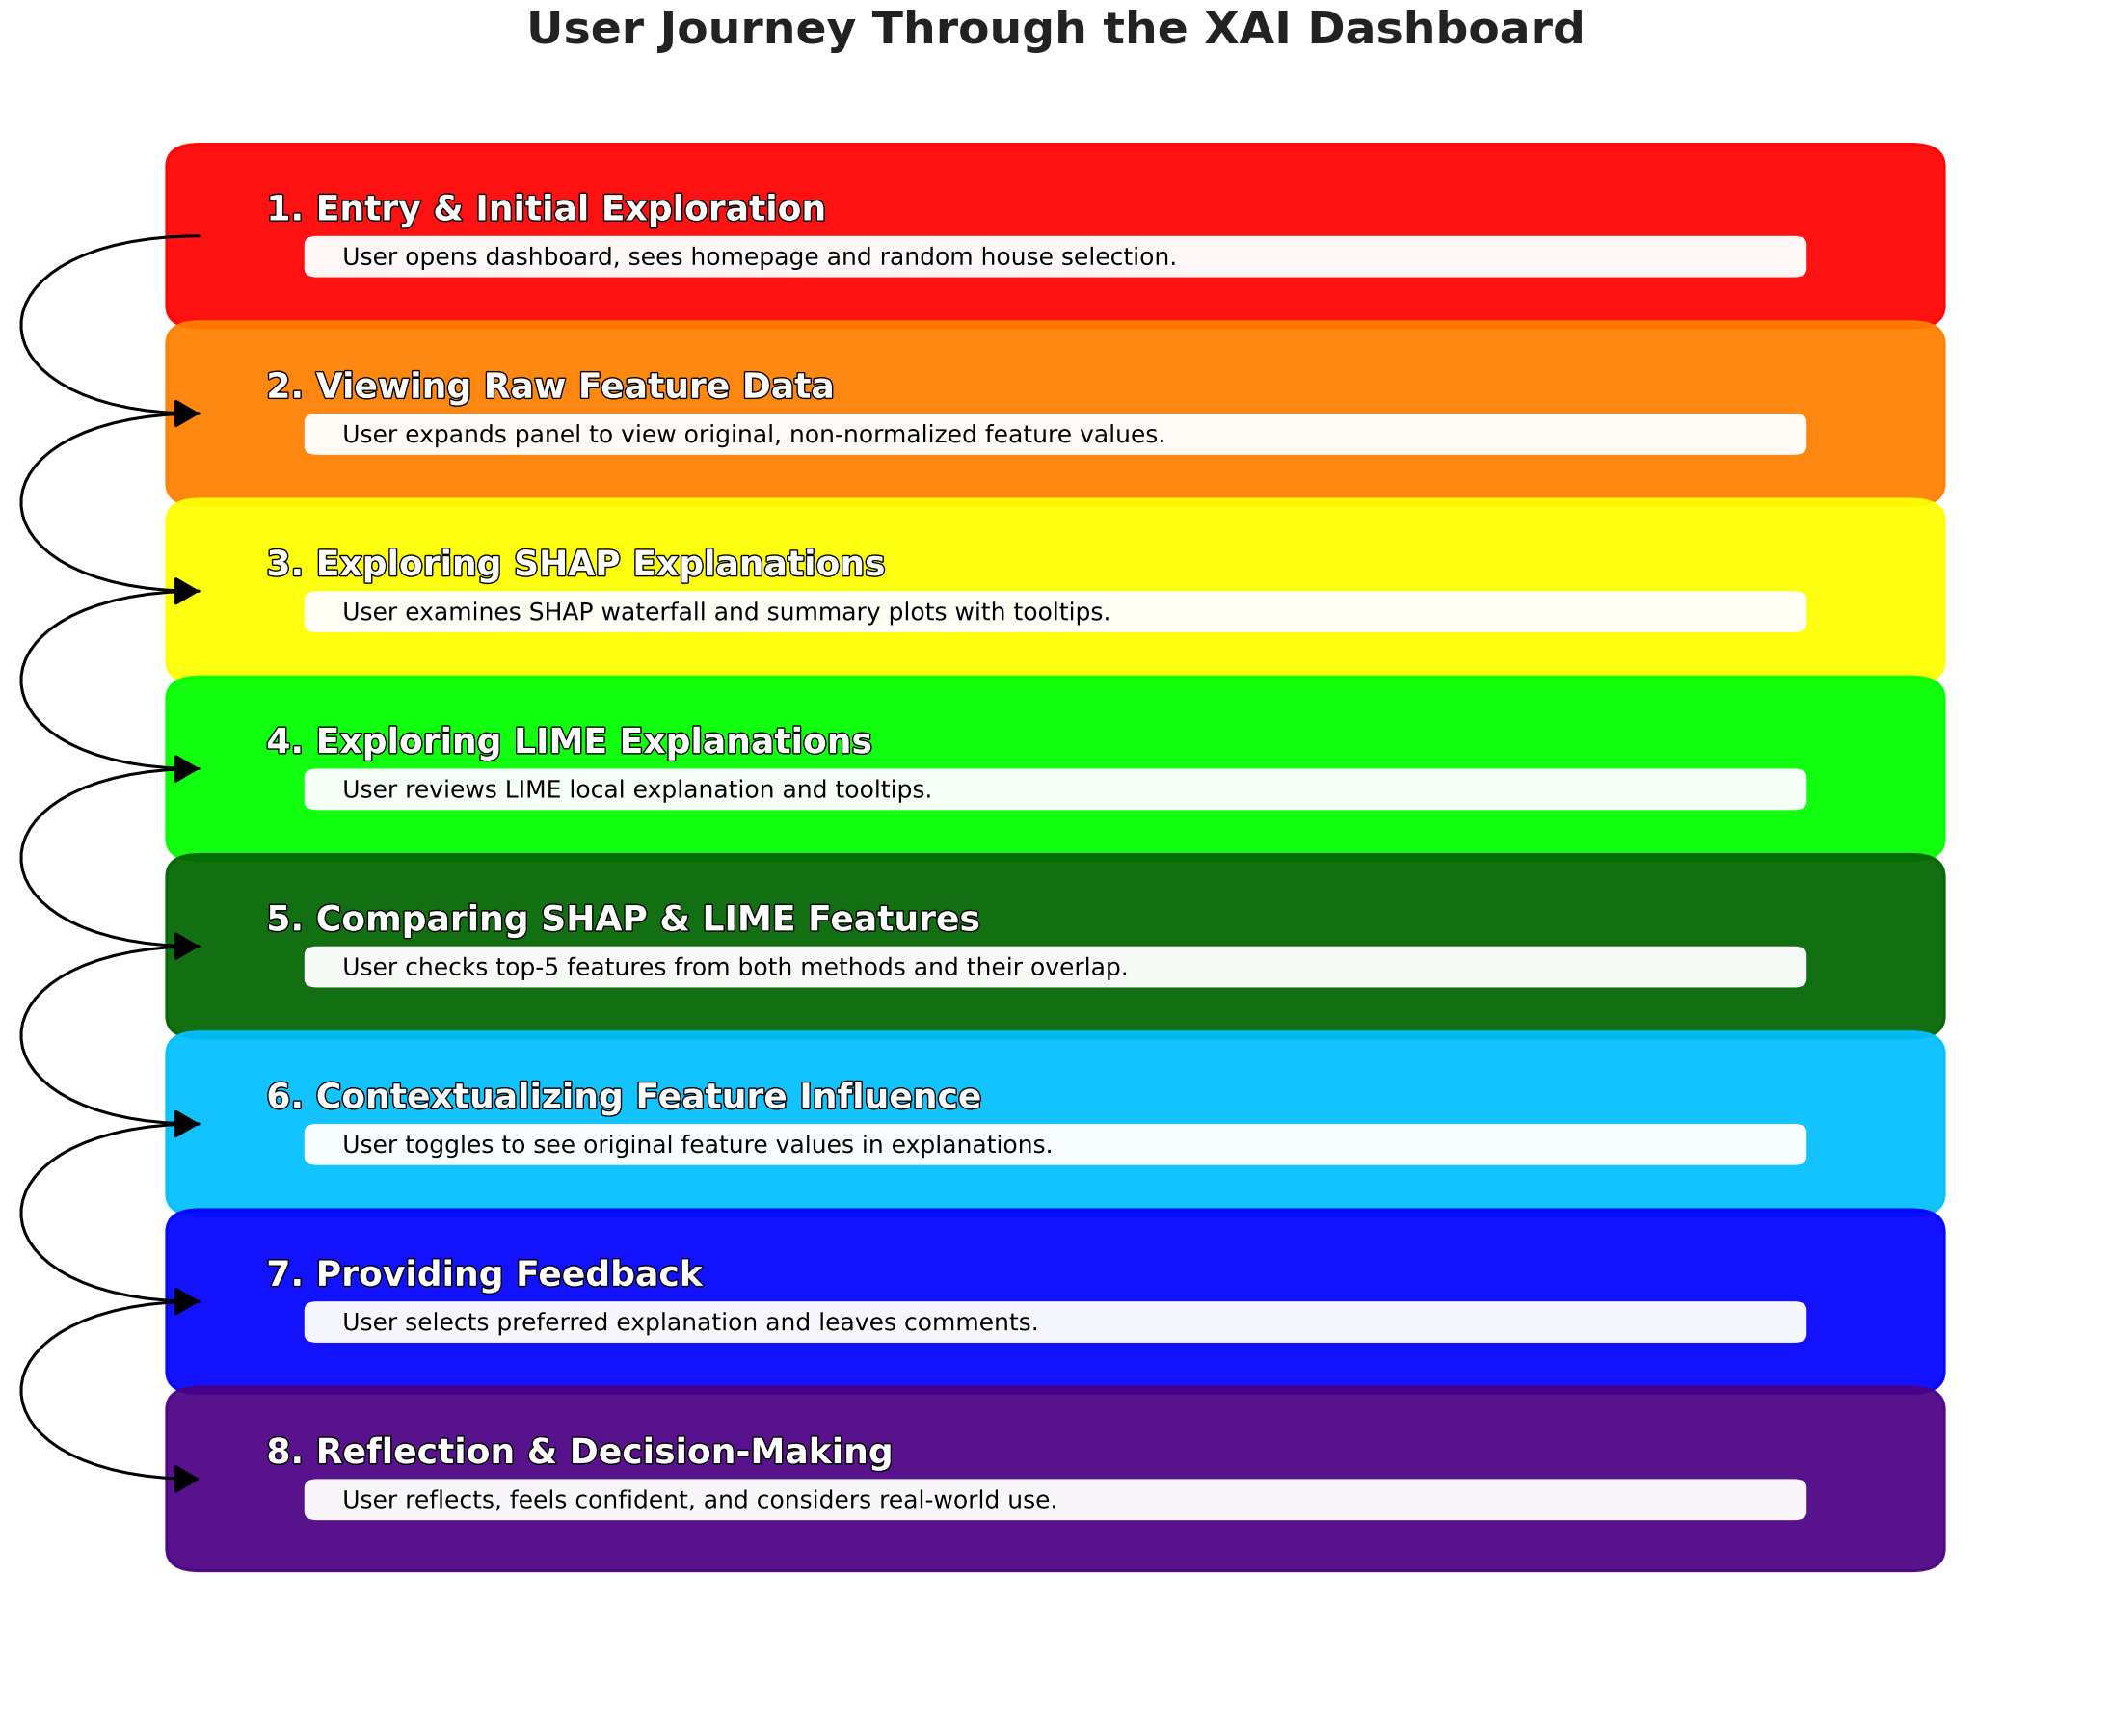 User Journey Through the XAI Dashboard
1. Entry & Initial Exploration
User opens dashboard, sees homepage and random house selection.
2. Viewing Raw Feature Data
User expands panel to view original, non-normalized feature values.
3. Exploring SHAP Explanations
User examines SHAP waterfall and summary plots with tooltips.
4. Exploring LIME Explanations
User reviews LIME local explanation and tooltips.
5. Comparing SHAP & LIME Features
User checks top-5 features from both methods and their overlap.
6. Contextualizing Feature Influence
User toggles to see original feature values in explanations.
7. Providing Feedback
User selects preferred explanation and leaves comments.
8. Reflection & Decision-Making
User reflects, feels confident, and considers real-world use.